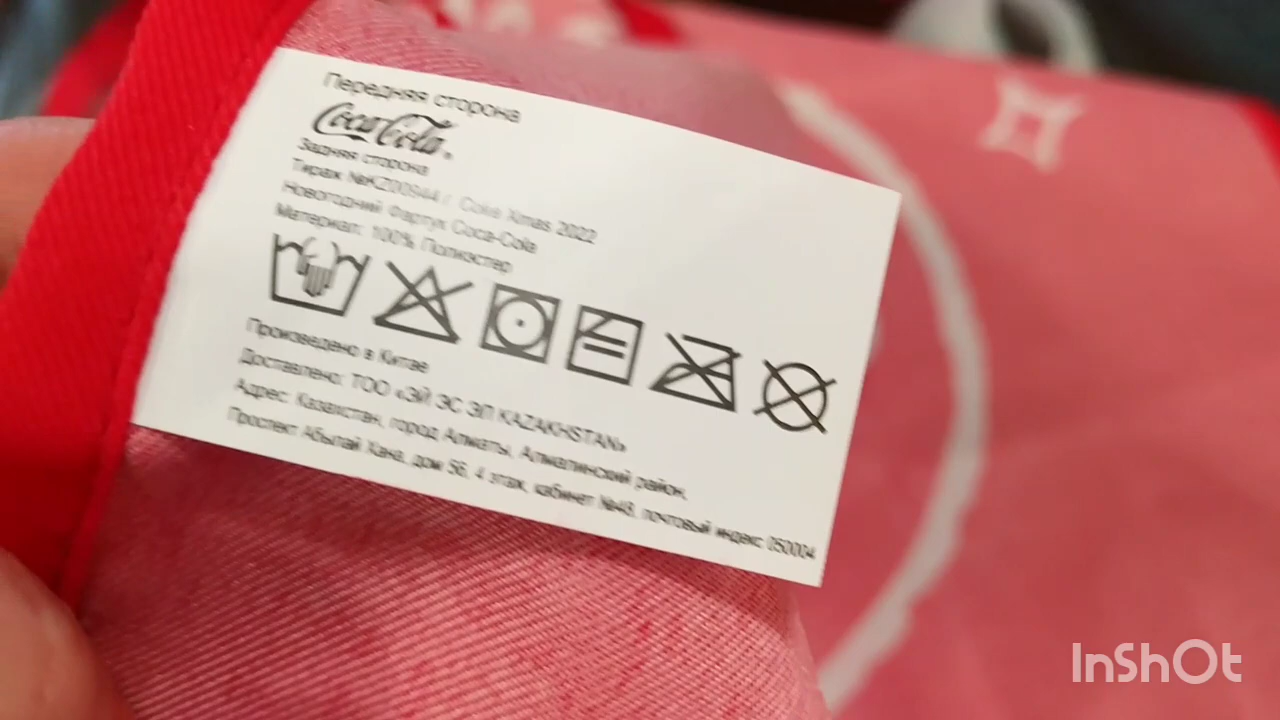 Передняя сторона
Coca-Cola
Задняя сторона
Тираж №KZ00944 г. Coke Xmas 2022
Новогодний Фартук Coca-Cola
Материал: 100% Полиэстер
Произведено в Китае
Доставлено: ТОО «ЭЙ ЭС ЭЛ KAZAKHSTAN»
Адрес: Казахстан, город Алматы, Алмалинский район,
Проспект Абылай Хана, дом 56, 4 этаж, кабинет №48, почтовый индекс 050004
InShOt